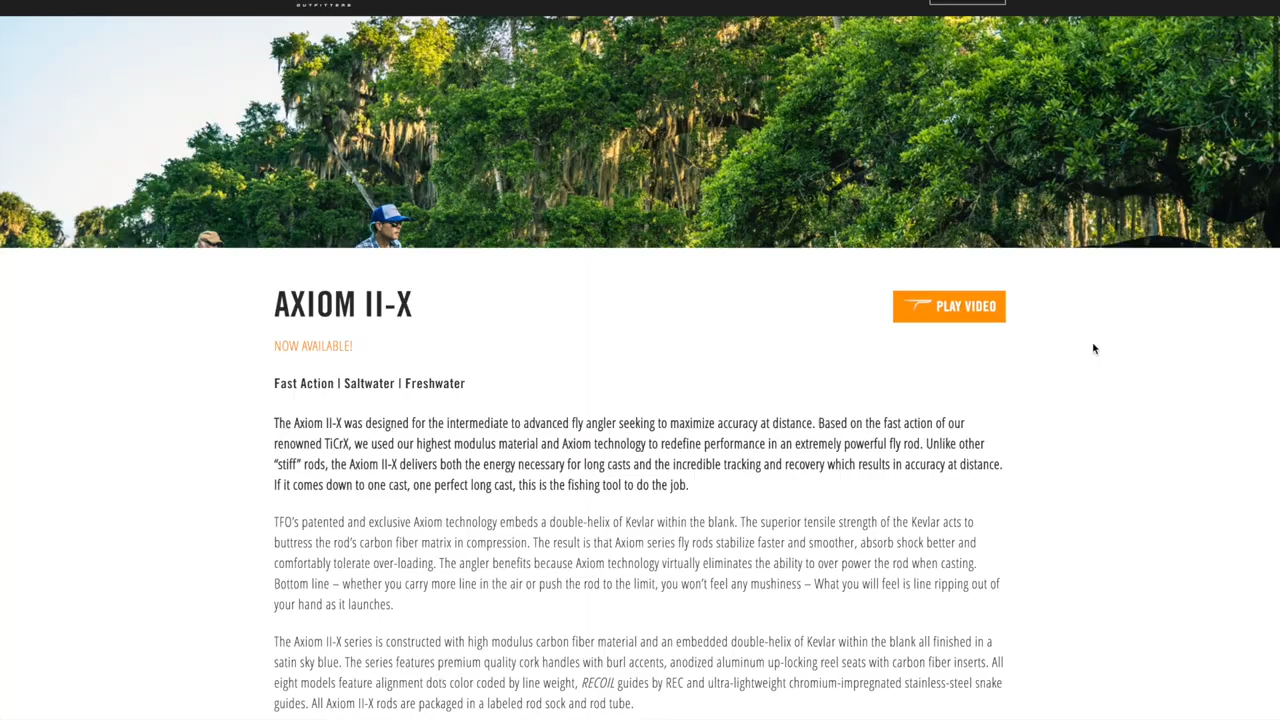 OUTFITTERS
AXIOM II-X
PLAY VIDEO
NOW AVAILABLE!
Fast Action | Saltwater | Freshwater
The Axiom II-X was designed for the intermediate to advanced fly angler seeking to maximize accuracy at distance. Based on the fast action of our
renowned TiCrX, we used our highest modulus material and Axiom technology to redefine performance in an extremely powerful fly rod. Unlike other
“stiff” rods, the Axiom II-X delivers both the energy necessary for long casts and the incredible tracking and recovery which results in accuracy at distance.
If it comes down to one cast, one perfect long cast, this is the fishing tool to do the job.
TFO’s patented and exclusive Axiom technology embeds a double-helix of Kevlar within the blank. The superior tensile strength of the Kevlar acts to
buttress the rod’s carbon fiber matrix in compression. The result is that Axiom series fly rods stabilize faster and smoother, absorb shock better and
comfortably tolerate over-loading. The angler benefits because Axiom technology virtually eliminates the ability to over power the rod when casting.
Bottom line – whether you carry more line in the air or push the rod to the limit, you won’t feel any mushiness – What you will feel is line ripping out of
your hand as it launches.
The Axiom II-X series is constructed with high modulus carbon fiber material and an embedded double-helix of Kevlar within the blank all finished in a
satin sky blue. The series features premium quality cork handles with burl accents, anodized aluminum up-locking reel seats with carbon fiber inserts. All
eight models feature alignment dots color coded by line weight, RECOIL guides by REC and ultra-lightweight chromium-impregnated stainless-steel snake
guides. All Axiom II-X rods are packaged in a labeled rod sock and rod tube.